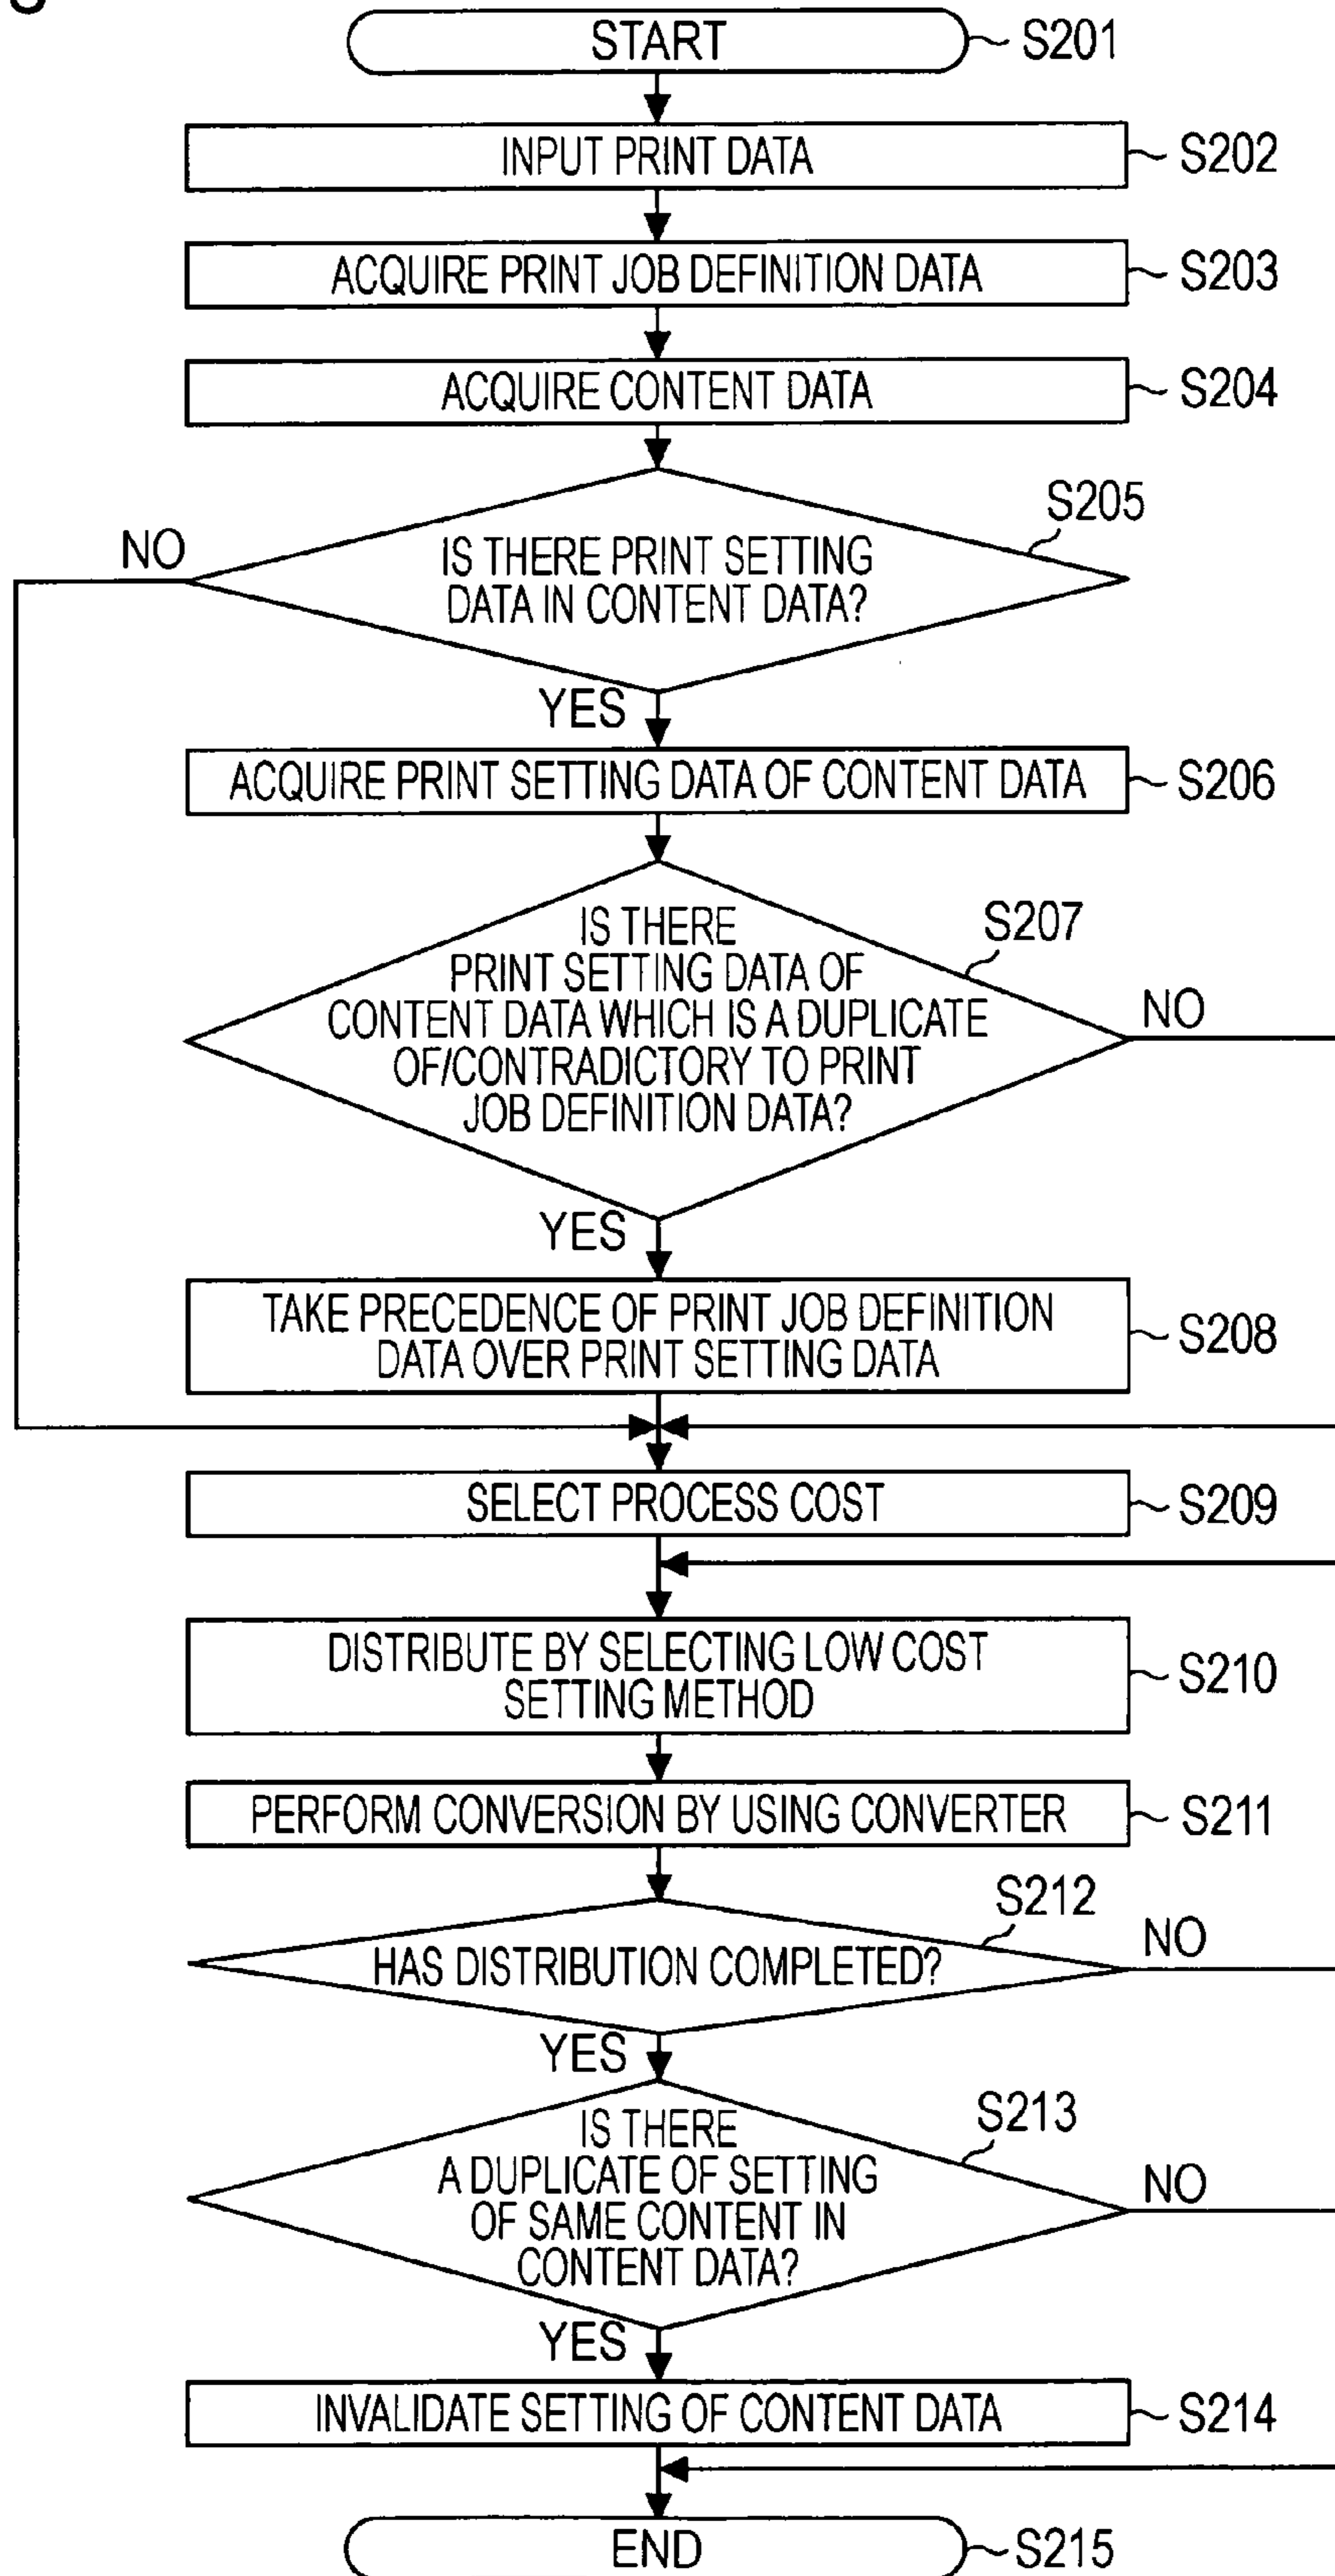 START
S201
INPUT PRINT DATA
S202
ACQUIRE PRINT JOB DEFINITION DATA
S203
ACQUIRE CONTENT DATA
S204
S205
NO
IS THERE PRINT SETTING
DATA IN CONTENT DATA?
YES
ACQUIRE PRINT SETTING DATA OF CONTENT DATA
S206
S207
IS THERE
PRINT SETTING DATA OF
CONTENT DATA WHICH IS A DUPLICATE
OF/CONTRADICTORY TO PRINT
JOB DEFINITION DATA?
NO
YES
TAKE PRECEDENCE OF PRINT JOB DEFINITION
DATA OVER PRINT SETTING DATA
S208
SELECT PROCESS COST
S209
DISTRIBUTE BY SELECTING LOW COST
SETTING METHOD
S210
PERFORM CONVERSION BY USING CONVERTER
S211
S212
HAS DISTRIBUTION COMPLETED?
NO
YES
S213
IS THERE
A DUPLICATE OF SETTING
OF SAME CONTENT IN
CONTENT DATA?
NO
YES
INVALIDATE SETTING OF CONTENT DATA
S214
END
S215